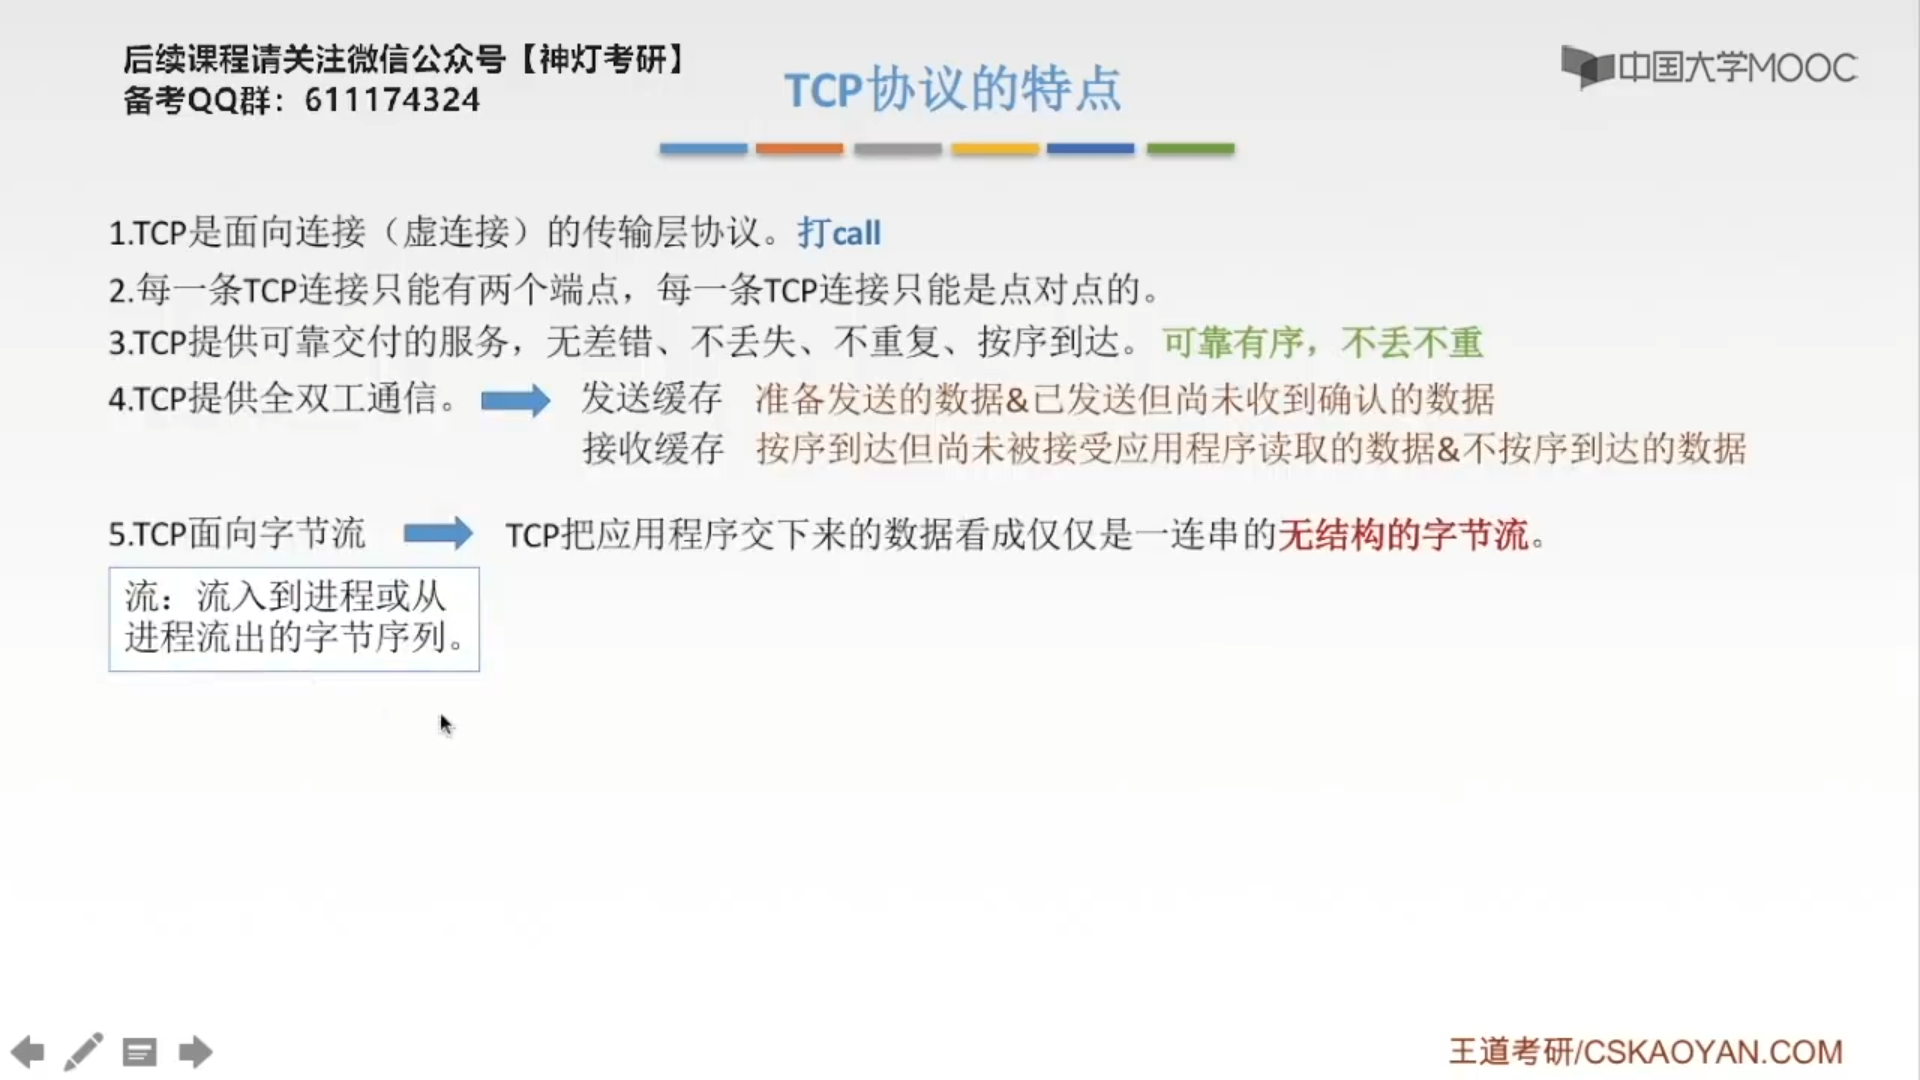 后续课程请关注微信公众号【神灯考研】
备考QQ群：611174324
TCP协议的特点
中国大学MOOC
1.TCP是面向连接（虚连接）的传输层协议。打call
2.每一条TCP连接只能有两个端点，每一条TCP连接只能是点对点的。
3.TCP提供可靠交付的服务，无差错、不丢失、不重复、按序到达。可靠有序，不丢不重
4.TCP提供全双工通信。 发送缓存 准备发送的数据&已发送但尚未收到确认的数据
接收缓存 按序到达但尚未被接受应用程序读取的数据&不按序到达的数据
5.TCP面向字节流 TCP把应用程序交下来的数据看成仅仅是一连串的无结构的字节流。
流：流入到进程或从
进程流出的字节序列。
王道考研/CSKAOYAN.COM